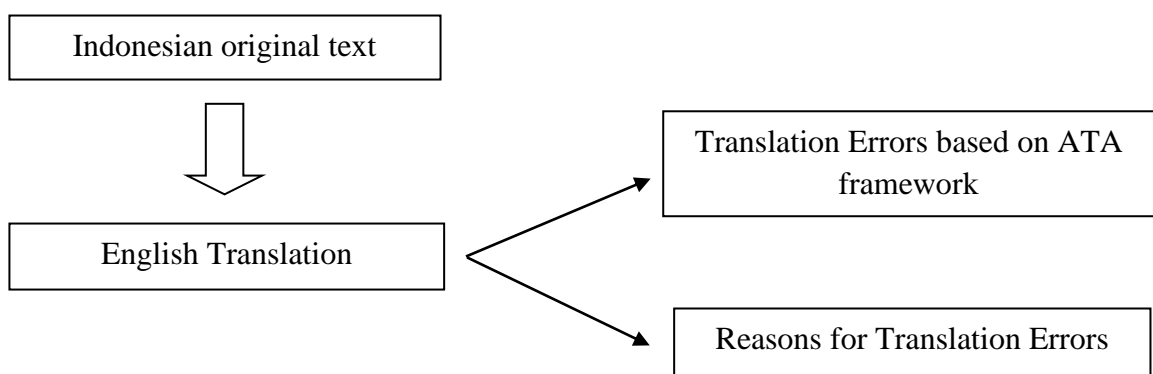 Indonesian original text
Translation Errors based on ATA
framework
English Translation
Reasons for Translation Errors